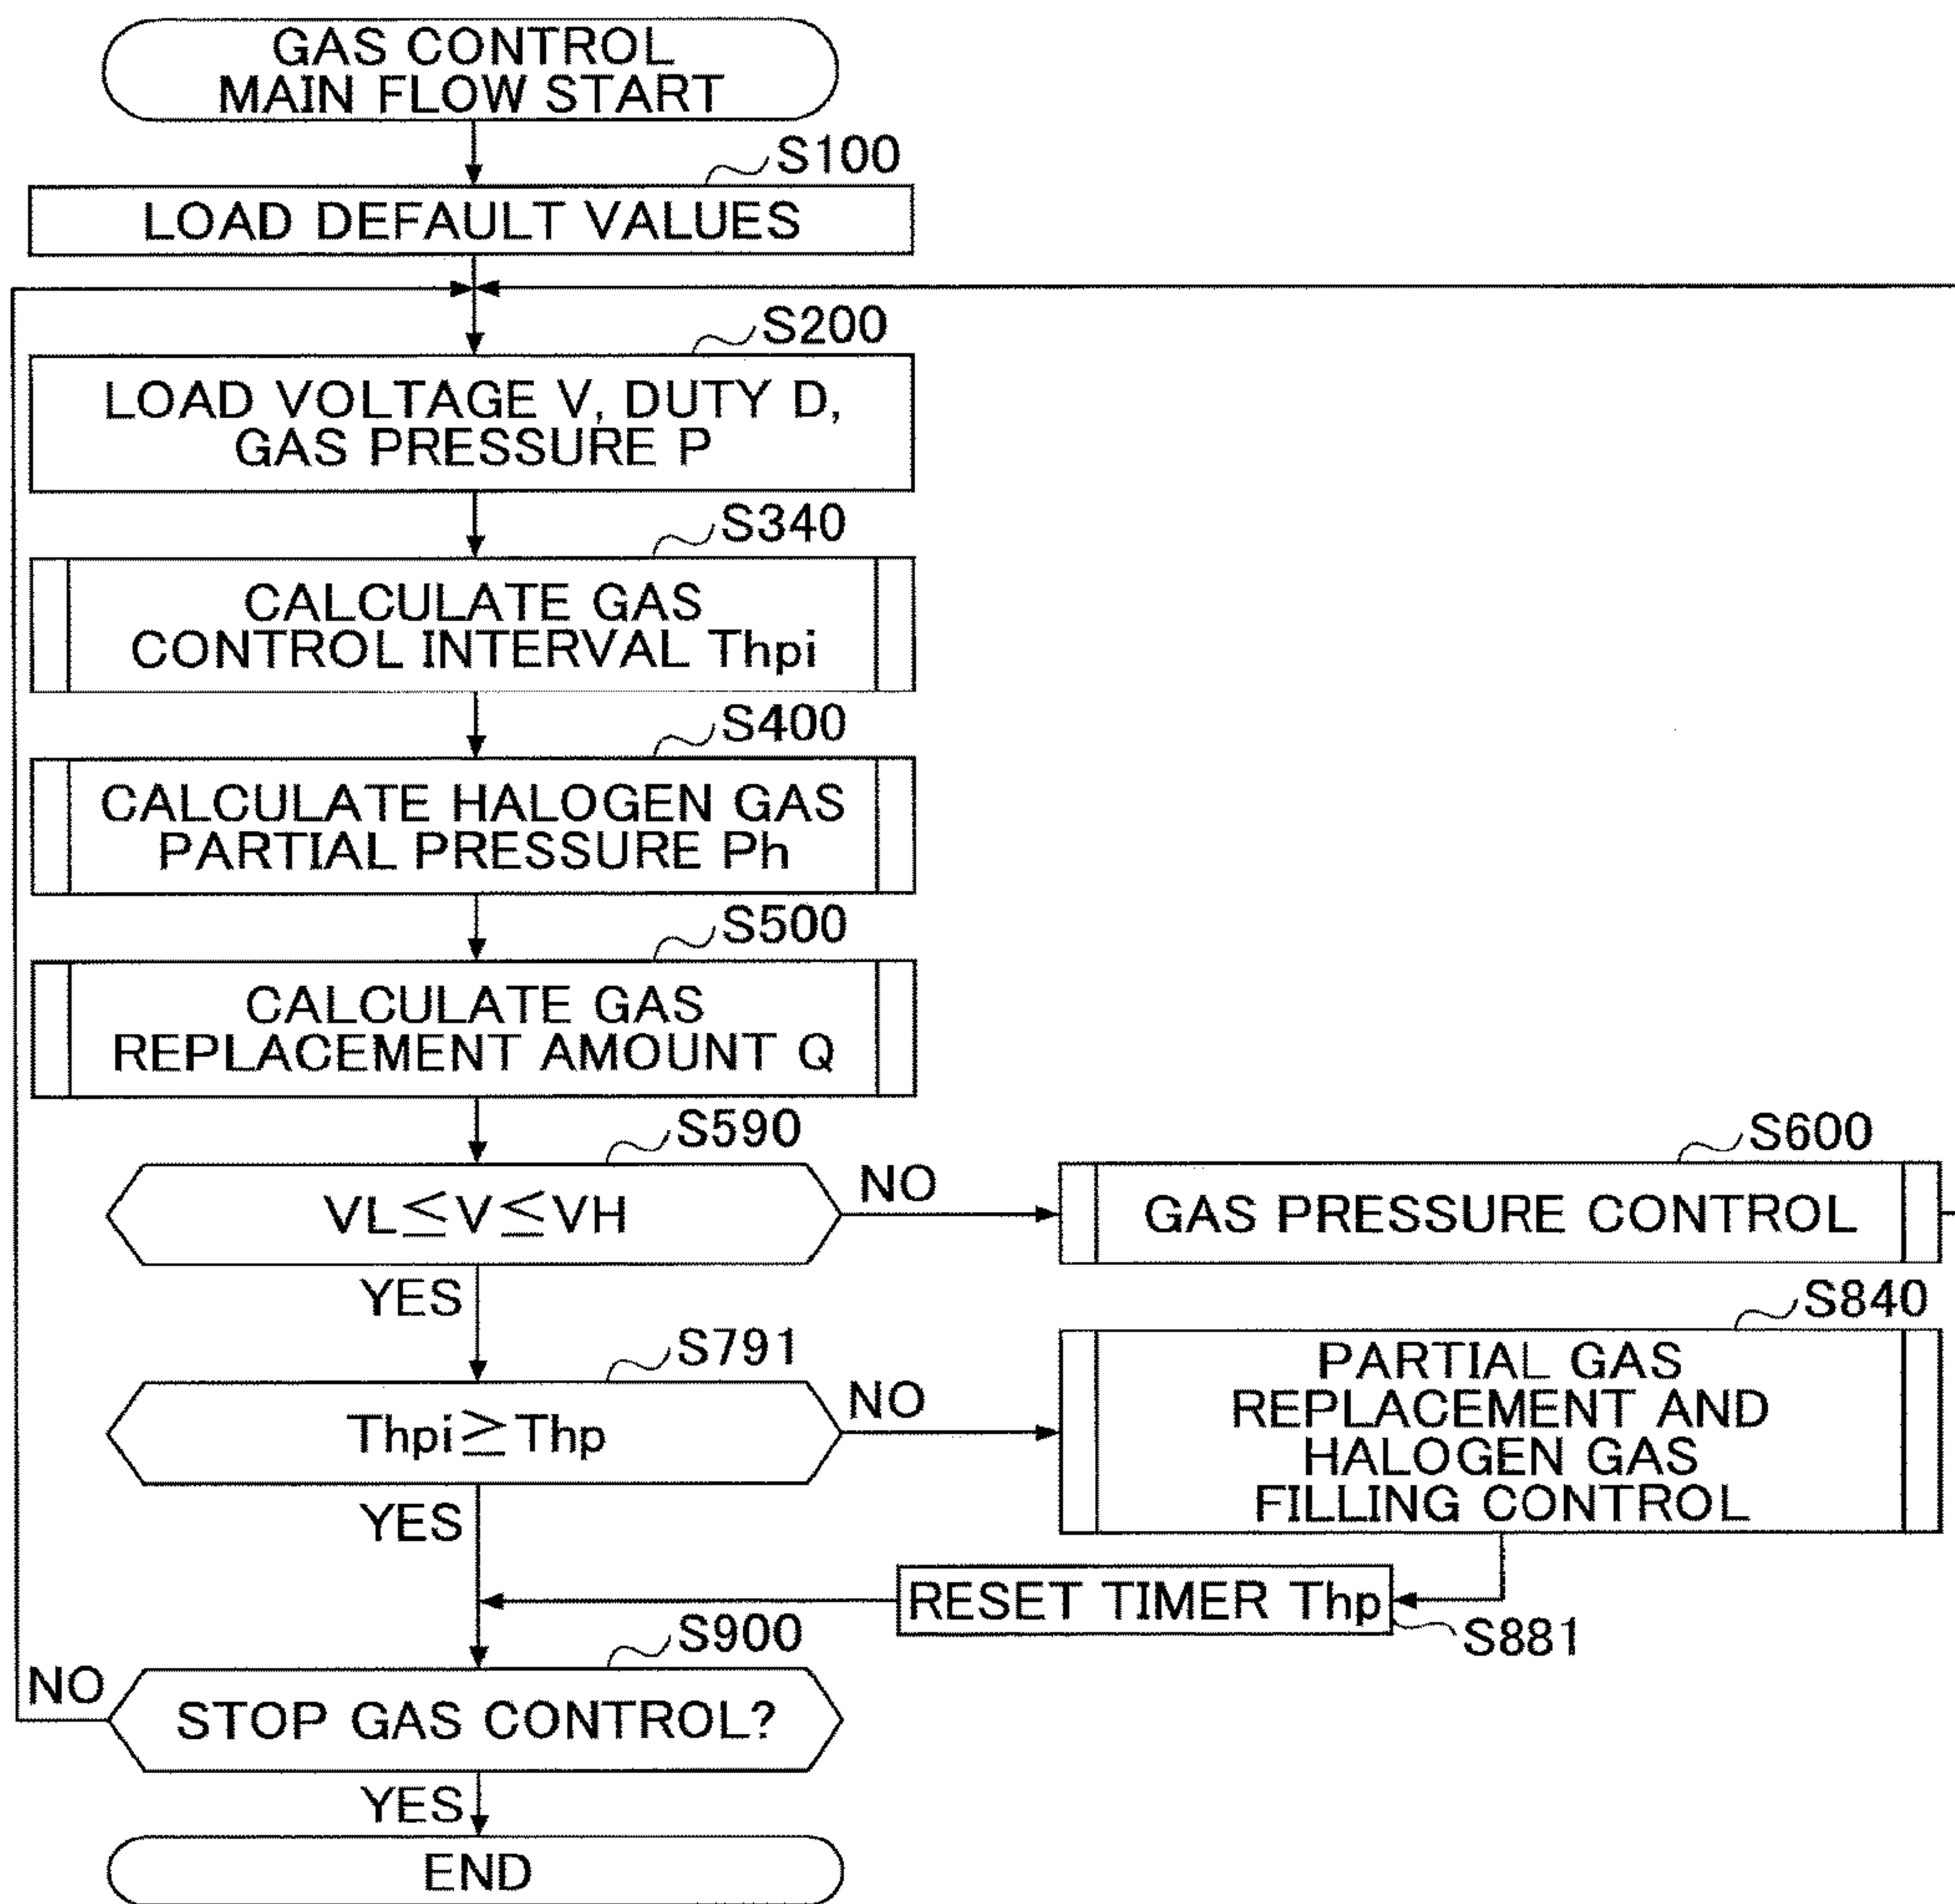 GAS CONTROL
MAIN FLOW START
S100
LOAD DEFAULT VALUES
S200
LOAD VOLTAGE V, DUTY D,
GAS PRESSURE P
S340
CALCULATE GAS
CONTROL INTERVAL Thpi
S400
CALCULATE HALOGEN GAS
PARTIAL PRESSURE Ph
S500
CALCULATE GAS
REPLACEMENT AMOUNT Q
S590
VL≦V≦VH
NO
YES
S600
GAS PRESSURE CONTROL
S791
Thpi≧Thp
NO
YES
S840
PARTIAL GAS
REPLACEMENT AND
HALOGEN GAS
FILLING CONTROL
RESET TIMER Thp
S881
S900
STOP GAS CONTROL?
NO
YES
END